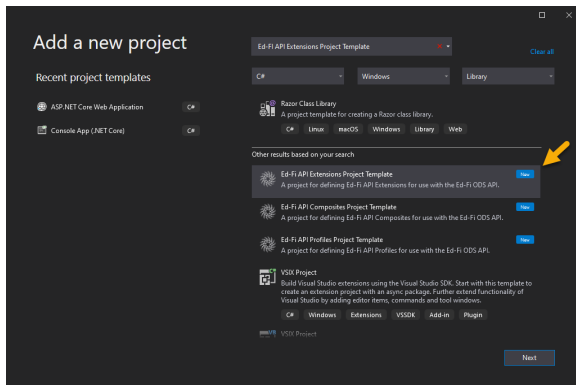 Add a new project
Ed-FI API Extensions Project Template
Clear all
Recent project templates
C#
Windows
Library
ASP.NET Core Web Application
C#
Console App (.NET Core)
C#
Razor Class Library
A project template for creating a Razor class library.
C# Linux macOS Windows Library Web
Other results based on your search
Ed-Fi API Extensions Project Template
New
A project for defining Ed-Fi API Extensions for use with the Ed-Fi ODS API.
Ed-Fi API Composites Project Template
New
A project for defining Ed-Fi API Composites for use with the Ed-Fi ODS API.
Ed-Fi API Profiles Project Template
New
A project for defining Ed-Fi API Profiles for use with the Ed-Fi ODS API.
VSIX Project
Build Visual Studio extensions using the Visual Studio SDK. Start with this template to
create an extension project with an async package. Further extend functionality of
Visual Studio by adding editor items, commands and tool windows.
C# Windows Extensions VSSDK Add-in Plugin
VSIX Project
Next